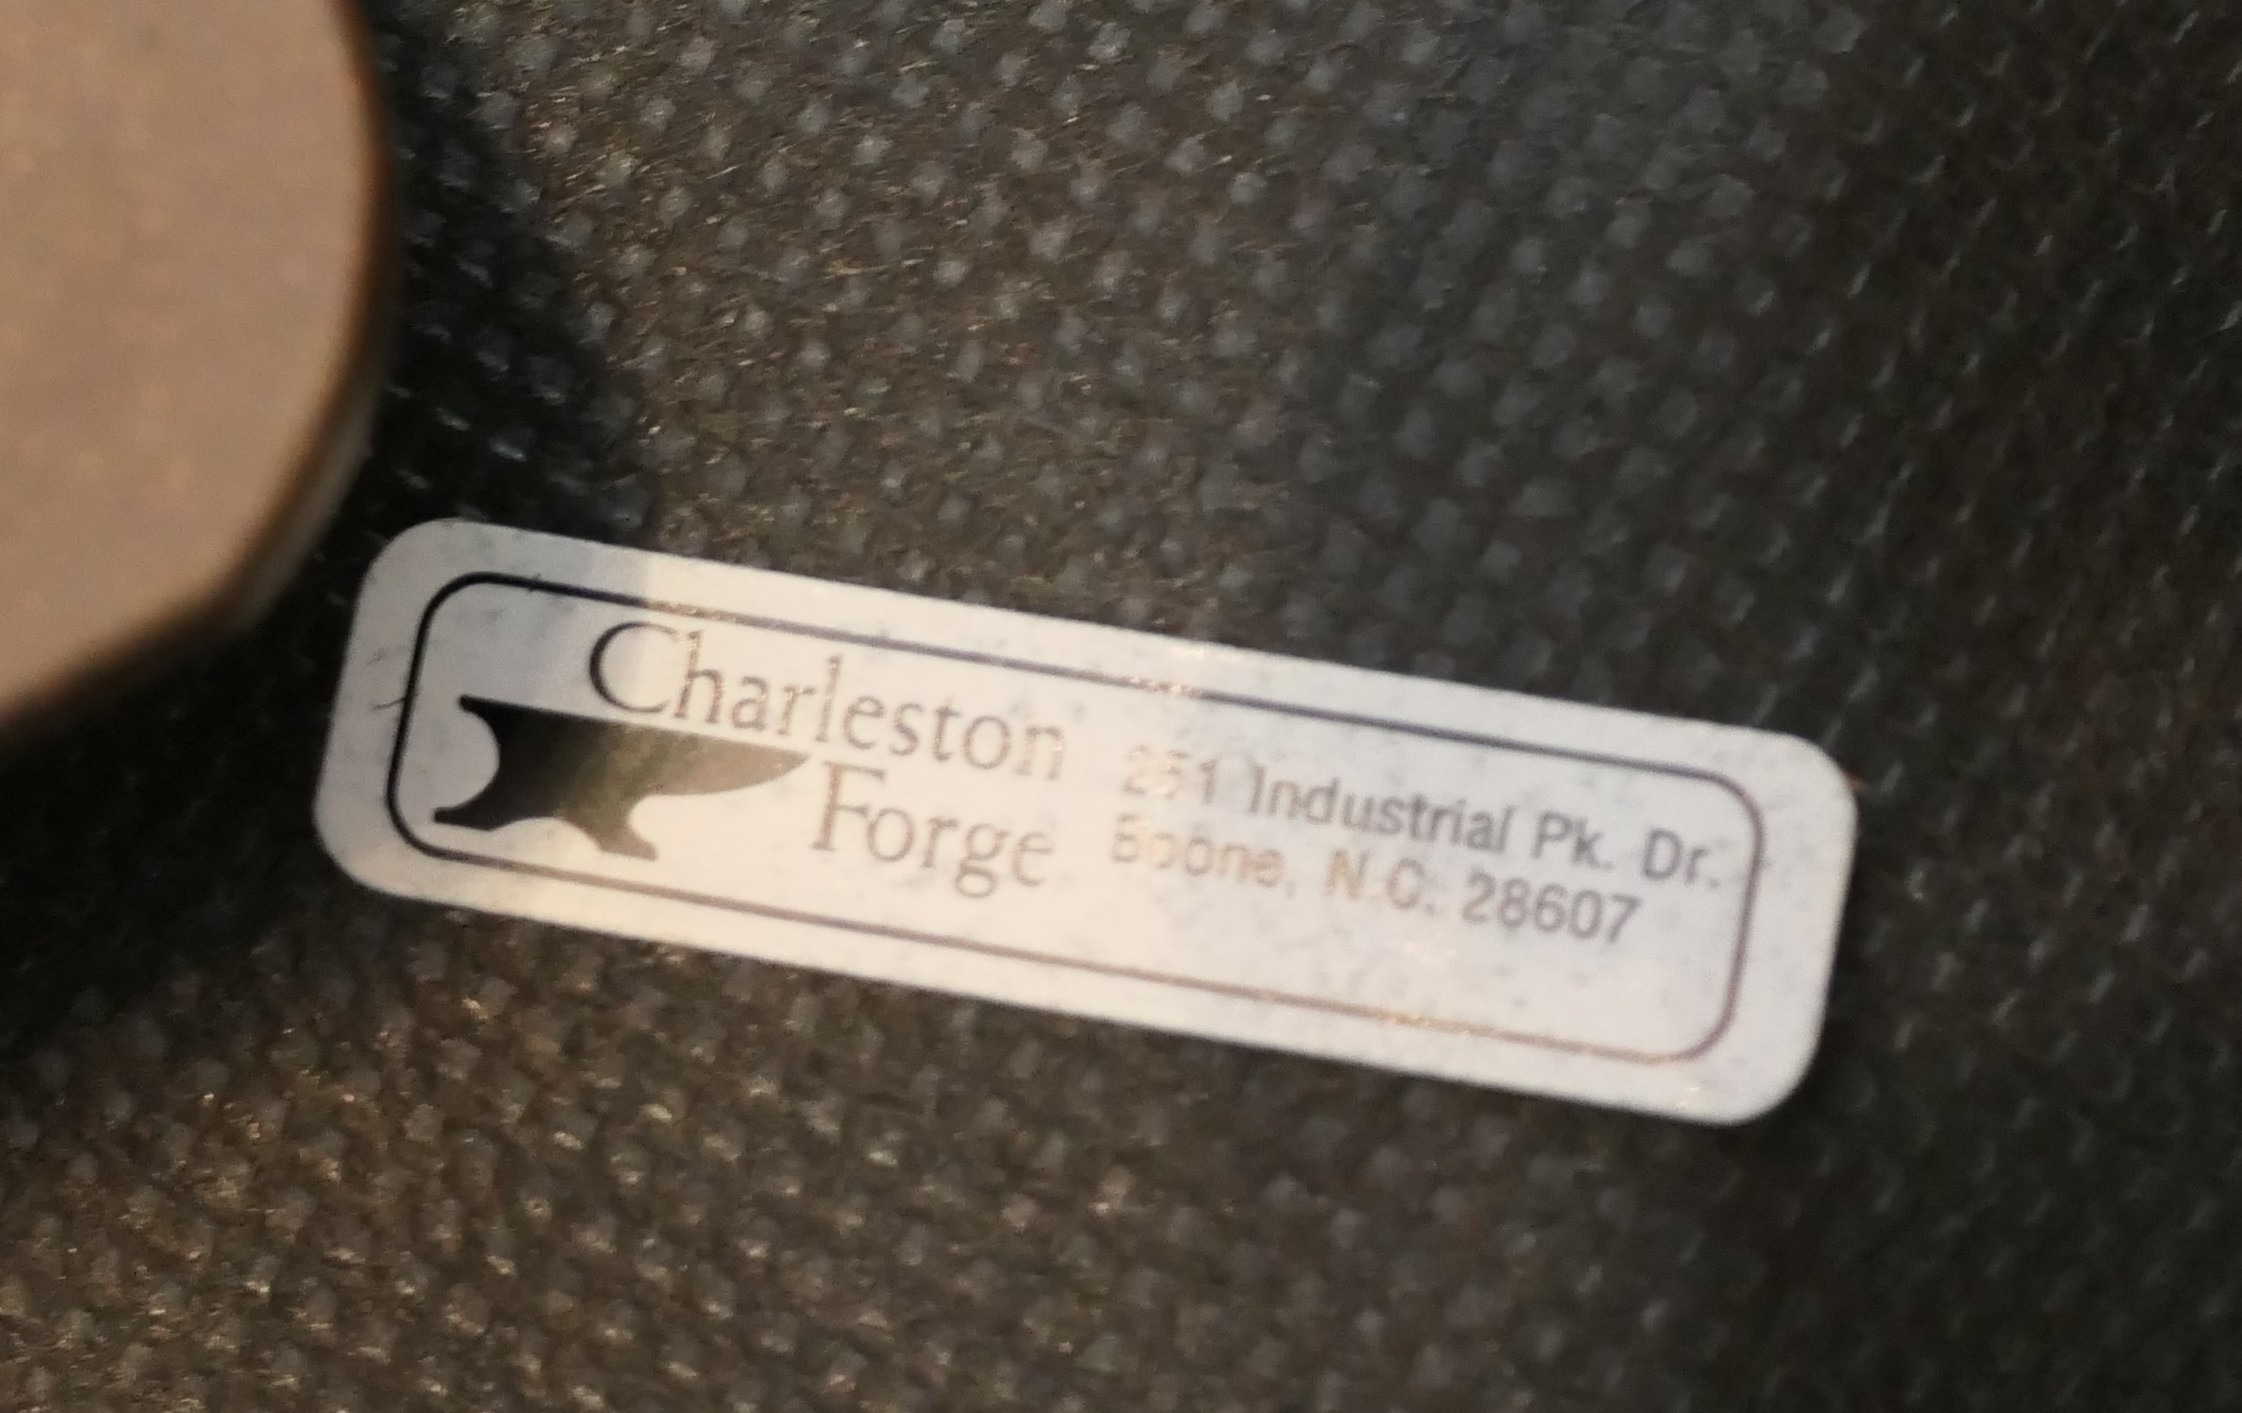 Charleston
Forge
251 Industrial Pk. Dr.
Boone, N.C. 28607